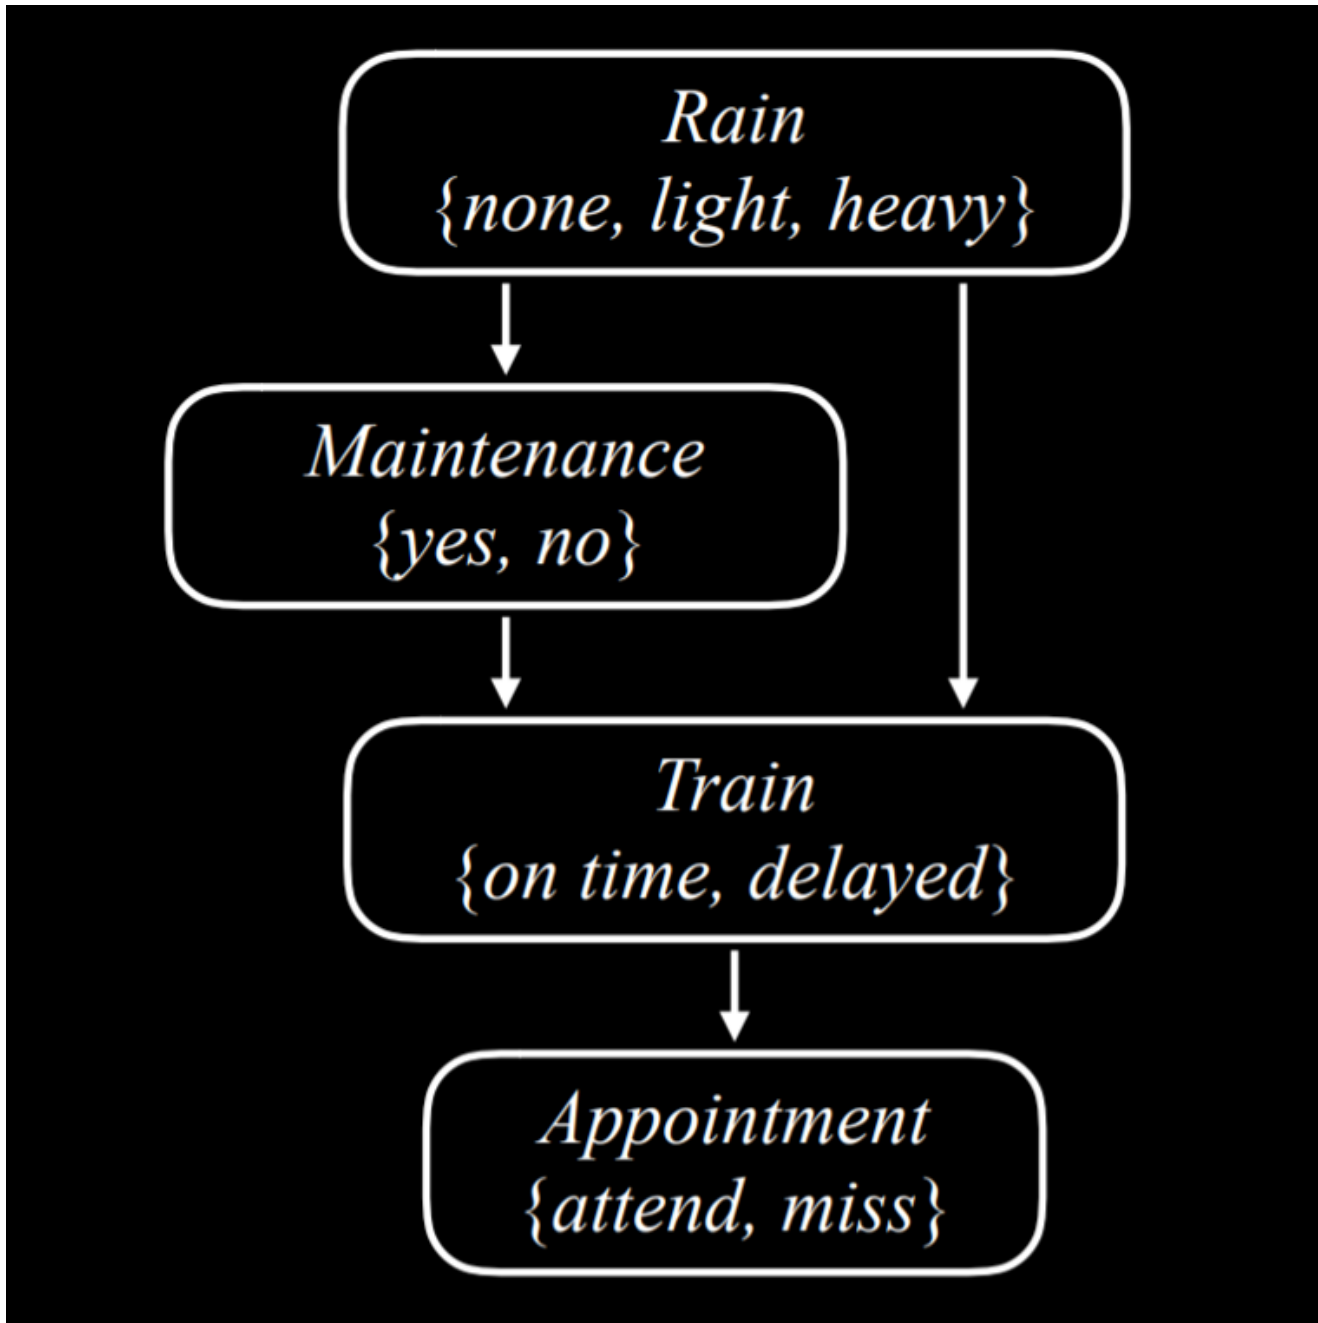 Rain
{none, light, heavy}
Maintenance
{yes, no}
Train
{on time, delayed}
Appointment
{attend, miss}